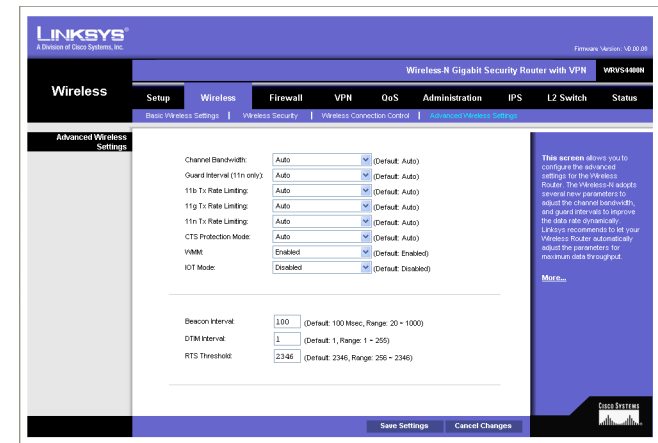 LINKSYS®
A Division of Cisco Systems, Inc.
Firmware Version: V0.00.00
Wireless-N Gigabit Security Router with VPN WRVS4400N
Wireless
Setup Wireless Firewall VPN QoS Administration IPS L2 Switch Status
Basic Wireless Settings | Wireless Security | Wireless Connection Control | Advanced Wireless Settings
Advanced Wireless
Settings
Channel Bandwidth: Auto (Default: Auto)
Guard Interval (11n only): Auto (Default: Auto)
11b Tx Rate Limiting: Auto (Default: Auto)
11g Tx Rate Limiting: Auto (Default: Auto)
11n Tx Rate Limiting: Auto (Default: Auto)
CTS Protection Mode: Auto (Default: Auto)
WMM: Enabled (Default: Enabled)
IOT Mode: Disabled (Default: Disabled)
Beacon Interval: 100 (Default: 100 Msec, Range: 20 ~ 1000)
DTIM Interval: 1 (Default: 1, Range: 1 ~ 255)
RTS Threshold: 2346 (Default: 2346, Range: 256 ~ 2346)
This screen allows you to
configure the advanced
settings for the Wireless
Router. The Wireless-N adopts
several new parameters to
adjust the channel bandwidth,
and guard intervals to improve
the data rate dynamically.
Linksys recommends to let your
Wireless Router automatically
adjust the parameters for
maximum data throughput.
More...
Save Settings Cancel Changes
CISCO SYSTEMS